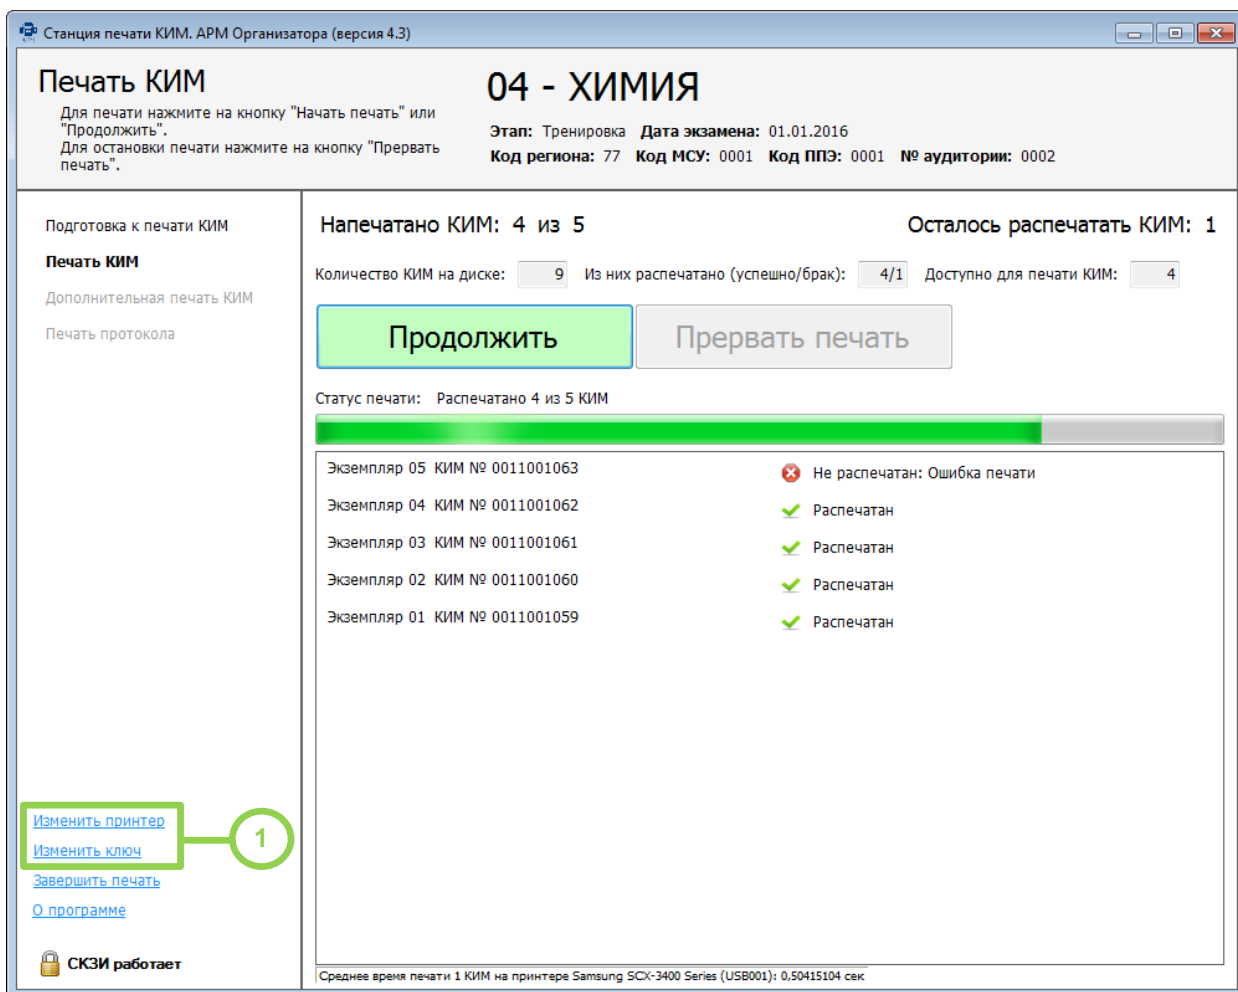 Станция печати КИМ. АРМ Организатора (версия 4.3)
Печать КИМ
Для печати нажмите на кнопку "Начать печать" или
"Продолжить".
Для остановки печати нажмите на кнопку "Прервать
печать".
04 - ХИМИЯ
Этап: Тренировка Дата экзамена: 01.01.2016
Код региона: 77 Код МСУ: 0001 Код ППЭ: 0001 № аудитории: 0002
Подготовка к печати КИМ
Печать КИМ
Дополнительная печать КИМ
Печать протокола
Напечатано КИМ: 4 из 5
Осталось распечатать КИМ: 1
Количество КИМ на диске: 9 Из них распечатано (успешно/брак): 4/1 Доступно для печати КИМ: 4
Продолжить
Прервать печать
Статус печати: Распечатано 4 из 5 КИМ
Экземпляр 05 КИМ № 0011001063 Не распечатан: Ошибка печати
Экземпляр 04 КИМ № 0011001062 Распечатан
Экземпляр 03 КИМ № 0011001061 Распечатан
Экземпляр 02 КИМ № 0011001060 Распечатан
Экземпляр 01 КИМ № 0011001059 Распечатан
Изменить принтер
Изменить ключ
1
Завершить печать
О программе
СКЗИ работает
Среднее время печати 1 КИМ на принтере Samsung SCX-3400 Series (USB001): 0,50415104 сек